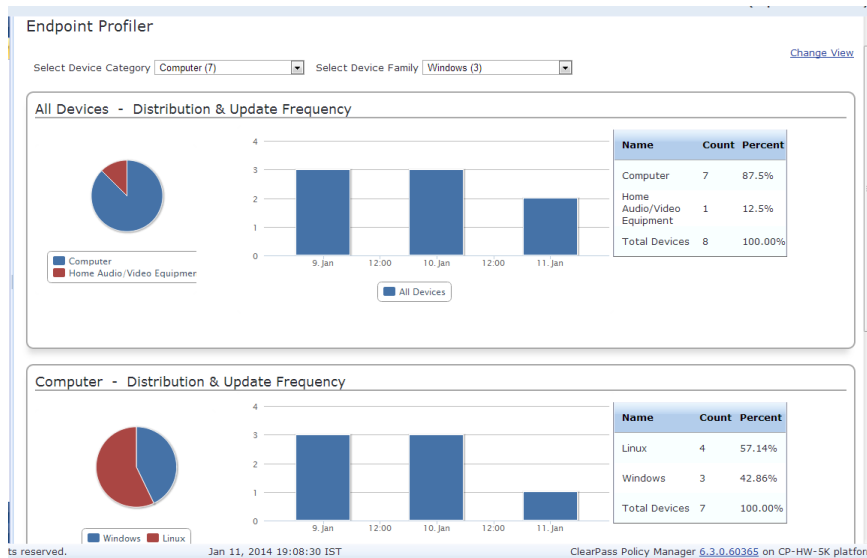 Endpoint Profiler
Change View
Select Device Category Computer (7) Select Device Family Windows (3)
All Devices - Distribution & Update Frequency
Computer
Home Audio/Video Equipmer
4
3
2
1
0
9. Jan 12:00 10. Jan 12:00 11. Jan
All Devices
Name Count Percent
Computer 7 87.5%
Home
Audio/Video 1 12.5%
Equipment
Total Devices 8 100.00%
Computer - Distribution & Update Frequency
Windows Linux
4
3
2
1
0
9. Jan 12:00 10. Jan 12:00 11. Jan
Name Count Percent
Linux 4 57.14%
Windows 3 42.86%
Total Devices 7 100.00%
ts reserved. Jan 11, 2014 19:08:30 IST ClearPass Policy Manager 6.3.0.60365 on CP-HW-5K platfor